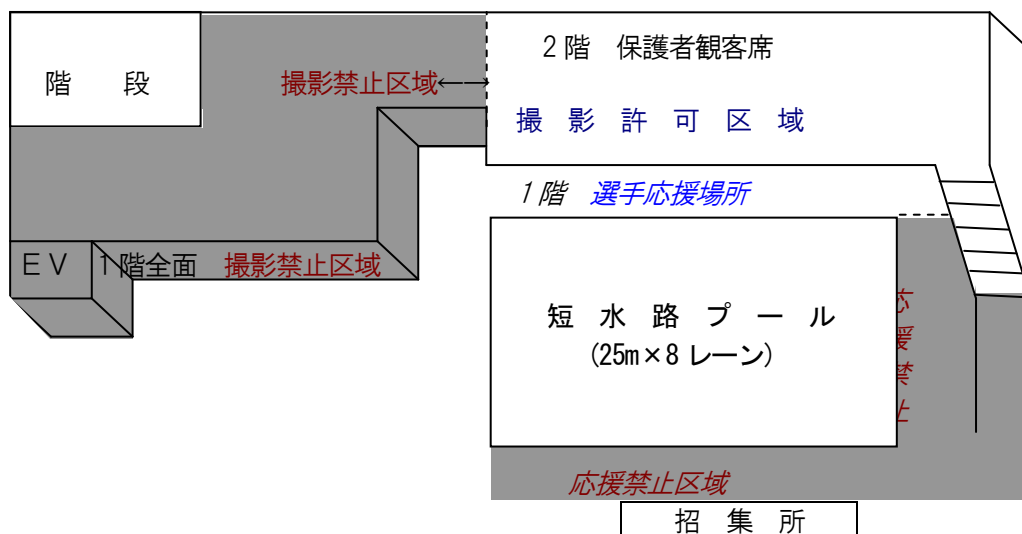 2階 保護者観客席
階 段
撮影禁止区域←→
撮 影 許 可 区 域
1階 選手応援場所
EV
1階全面 撮影禁止区域
短 水 路 プ ー ル
(25m×8 レーン)
応援禁止
応援禁止区域
招 集 所